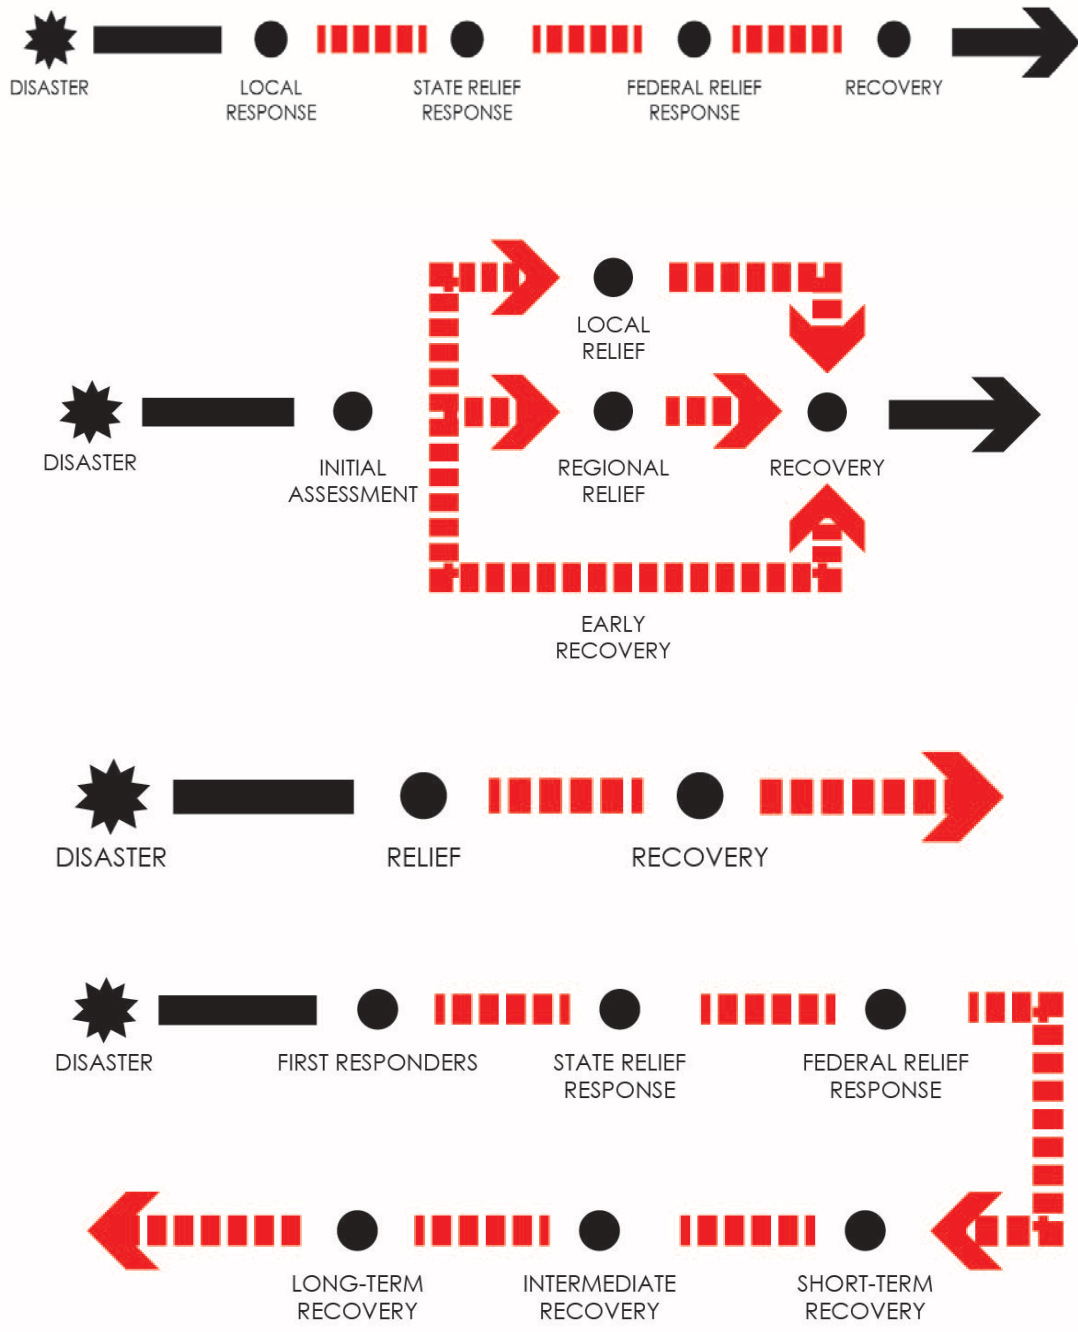 DISASTER
LOCAL
RESPONSE
STATE RELIEF
RESPONSE
FEDERAL RELIEF
RESPONSE
RECOVERY
LOCAL
RELIEF
DISASTER
INITIAL
ASSESSMENT
REGIONAL
RELIEF
RECOVERY
EARLY
RECOVERY
DISASTER
RELIEF
RECOVERY
DISASTER
FIRST RESPONDERS
STATE RELIEF
RESPONSE
FEDERAL RELIEF
RESPONSE
LONG-TERM
RECOVERY
INTERMEDIATE
RECOVERY
SHORT-TERM
RECOVERY